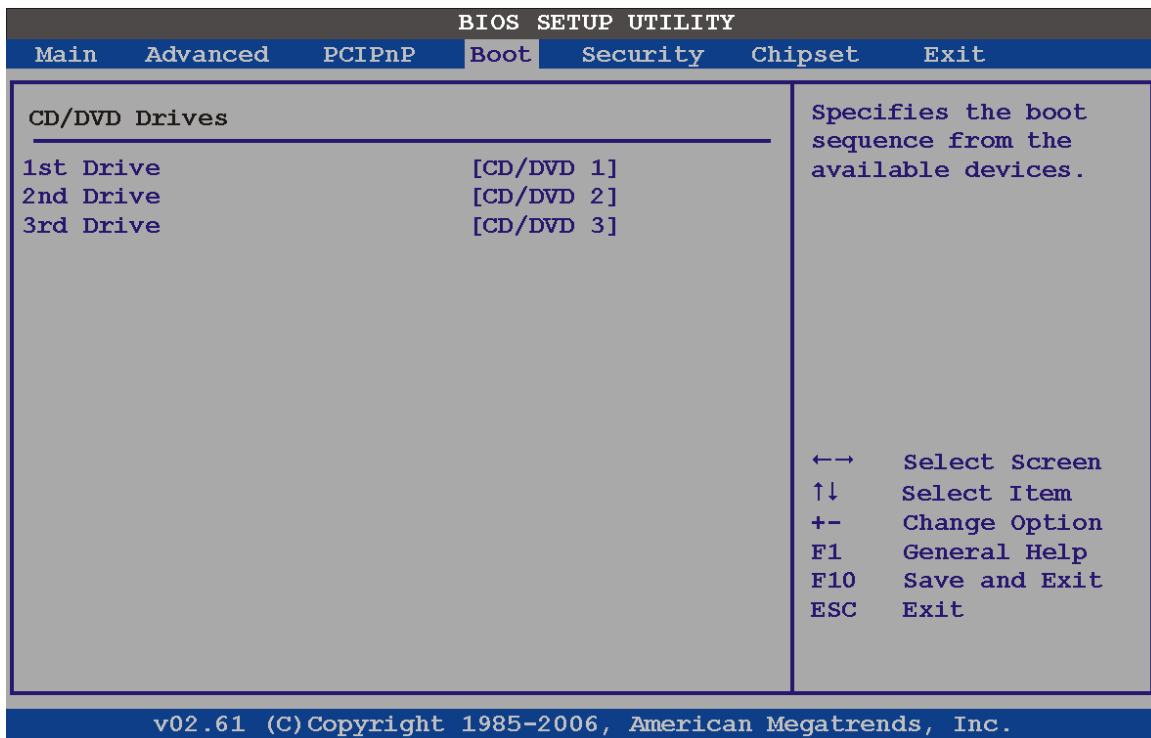 BIOS SETUP UTILITY
Main Advanced PCIPnP Boot Security Chipset Exit
CD/DVD Drives
1st Drive [CD/DVD 1]
2nd Drive [CD/DVD 2]
3rd Drive [CD/DVD 3]
Specifies the boot
sequence from the
available devices.
←→ Select Screen
↑↓ Select Item
+- Change Option
F1 General Help
F10 Save and Exit
ESC Exit
v02.61 (C)Copyright 1985-2006, American Megatrends, Inc.